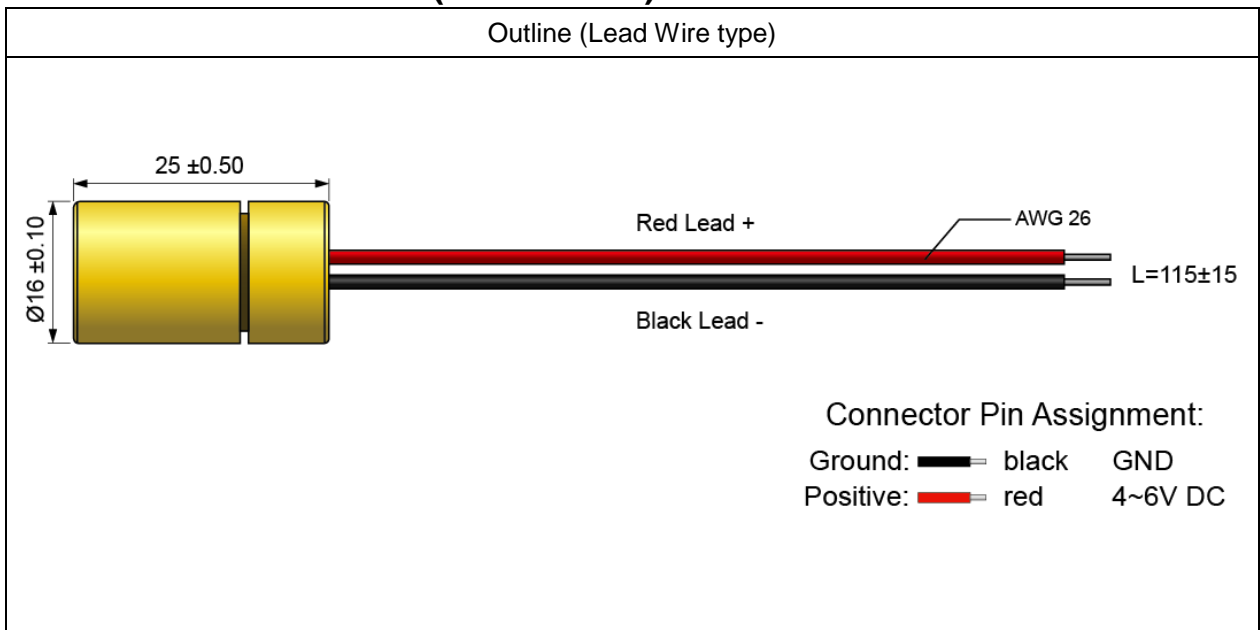 Outline (Lead Wire type)
25 ±0.50
Ø16 ±0.10
Red Lead +
AWG 26
L=115±15
Black Lead -
Connector Pin Assignment:
Ground: black GND
Positive: red 4~6V DC